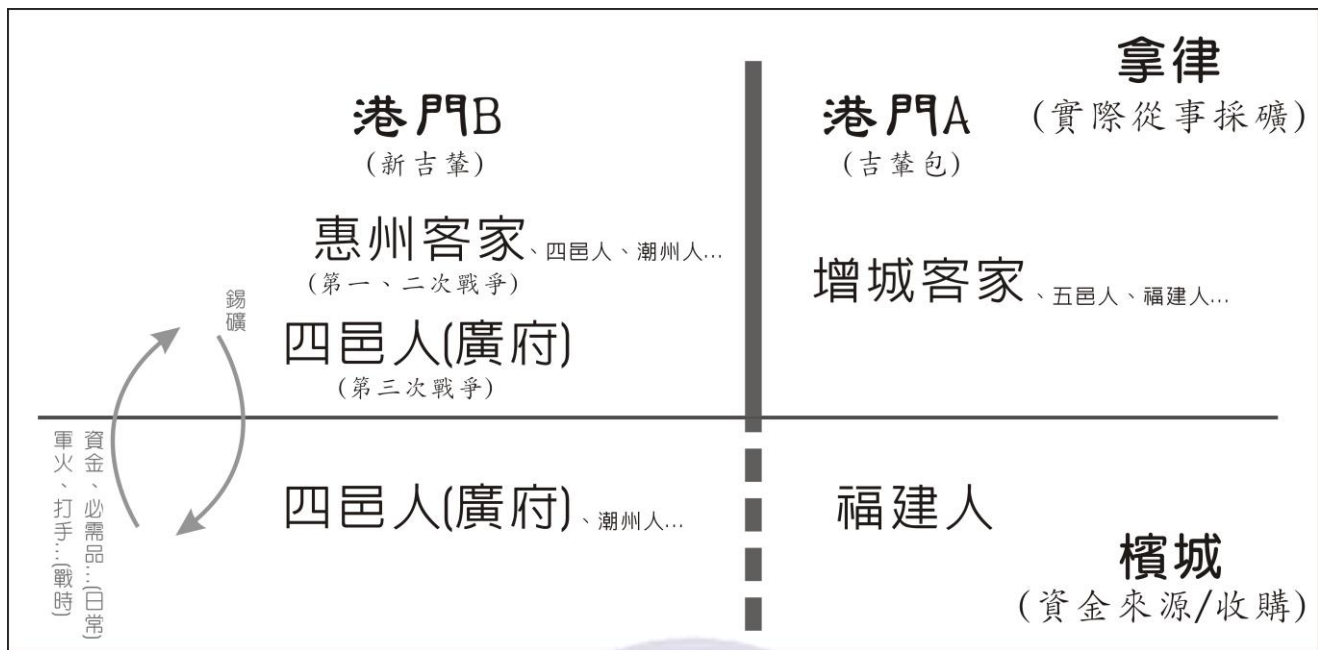 拿律
(實際從事採礦)
港門B
(新吉輦)
港門A
(吉輦包)
惠州客家、四邑人、潮州人...
(第一、二次戰爭)
四邑人(廣府)
(第三次戰爭)
增城客家、五邑人、福建人...
錫礦
資金、必需品...(日常)
軍火、打手...(戰時)
四邑人(廣府)、潮州人...
福建人
檳城
(資金來源/收購)